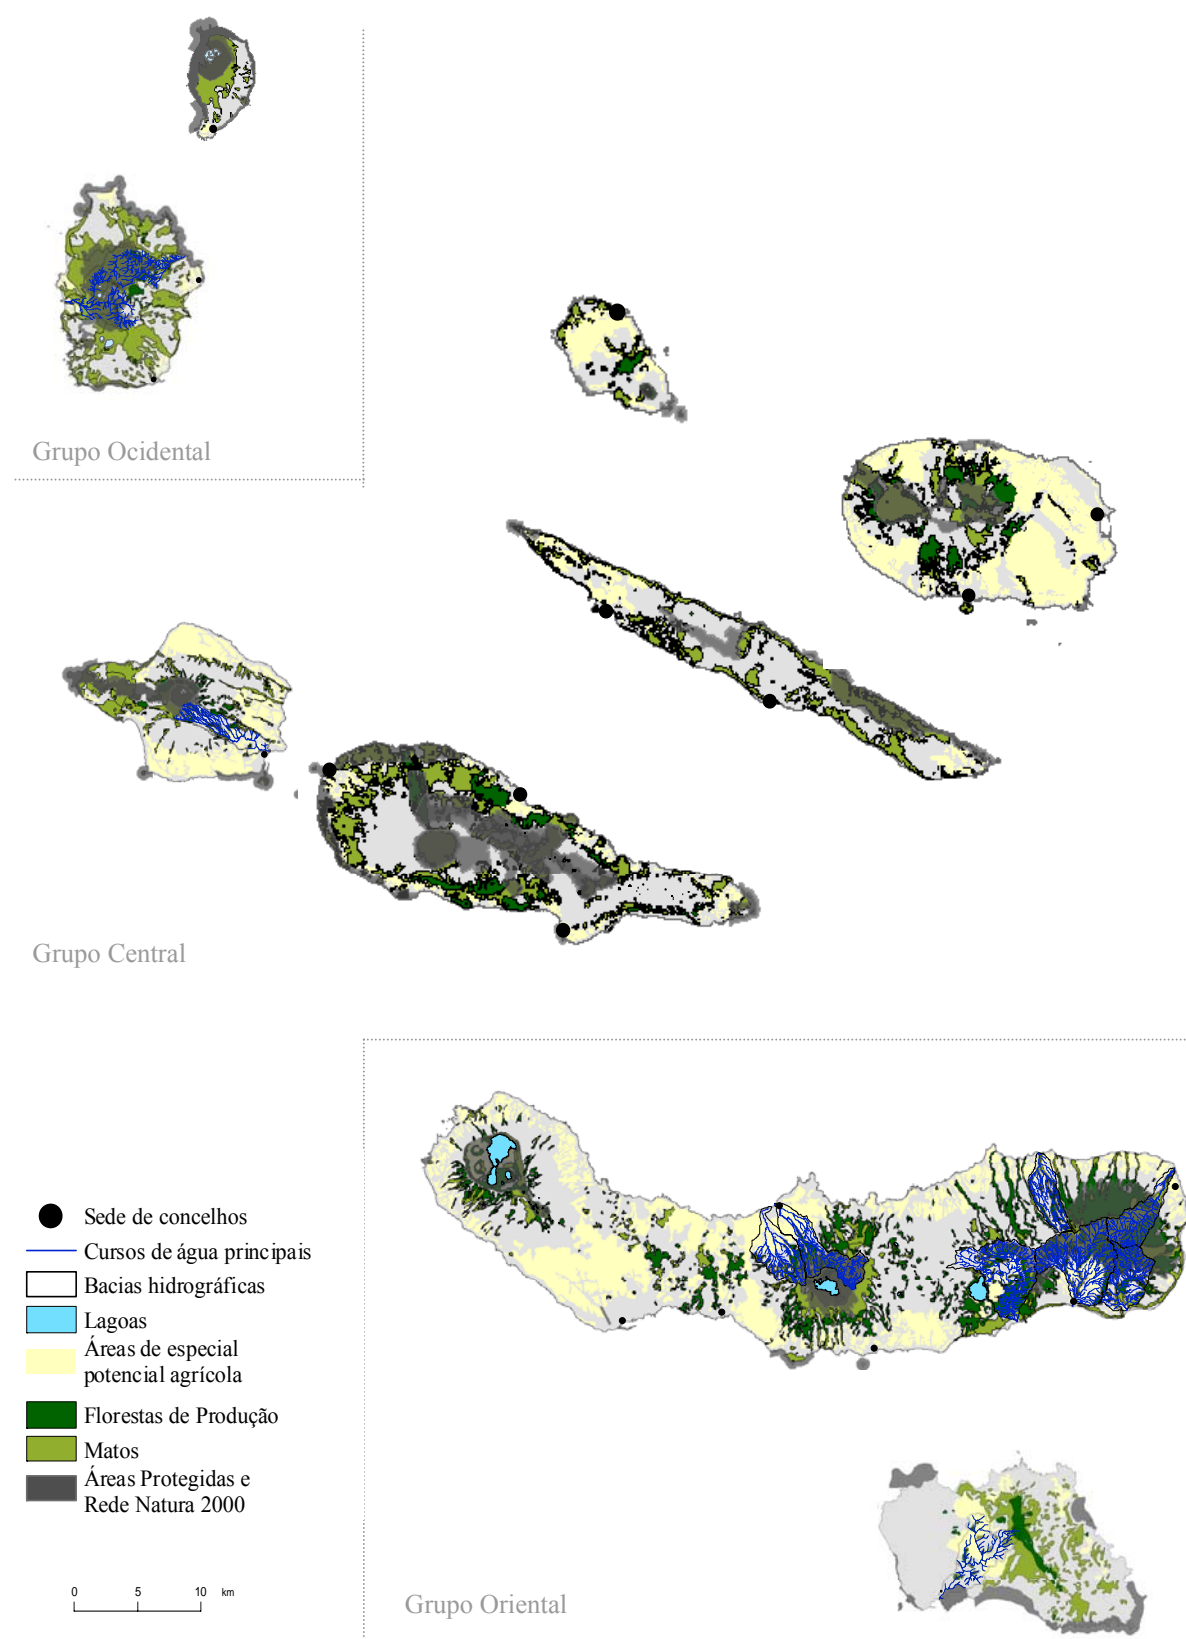 Grupo Ocidental
Grupo Central
Sede de concelhos
Cursos de água principais
Bacias hidrográficas
Lagoas
Áreas de especial
potencial agrícola
Florestas de Produção
Matos
Áreas Protegidas e
Rede Natura 2000
0 5 10 km
Grupo Oriental